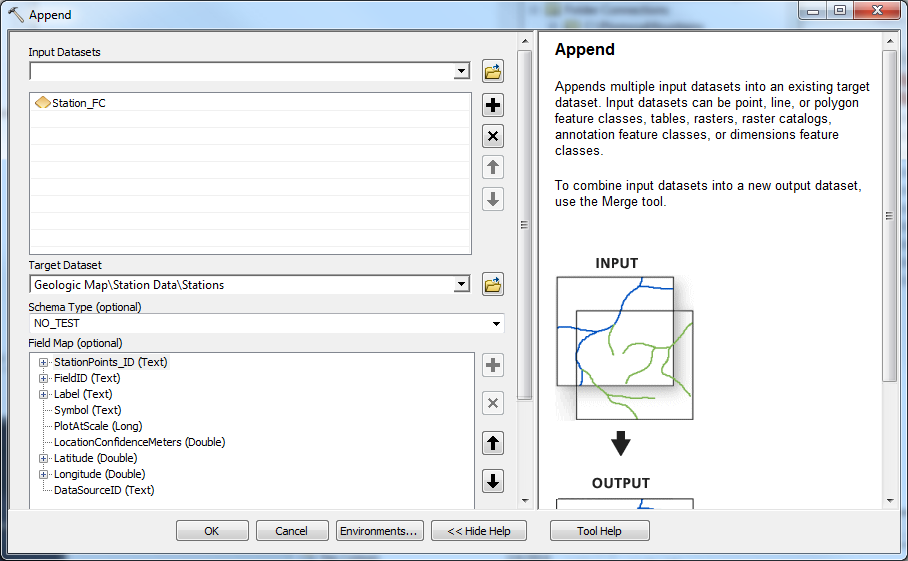 Append
Input Datasets
Station_FC
Target Dataset
Geologic Map\Station Data\Stations
Schema Type (optional)
NO_TEST
Field Map (optional)
StationPoints_ID (Text)
FieldID (Text)
Label (Text)
Symbol (Text)
PlotAtScale (Long)
LocationConfidenceMeters (Double)
Latitude (Double)
Longitude (Double)
DataSourceID (Text)
Append
Appends multiple input datasets into an existing target
dataset. Input datasets can be point, line, or polygon
feature classes, tables, rasters, raster catalogs,
annotation feature classes, or dimensions feature
classes.
To combine input datasets into a new output dataset,
use the Merge tool.
INPUT
OUTPUT
OK
Cancel
Environments...
<< Hide Help
Tool Help